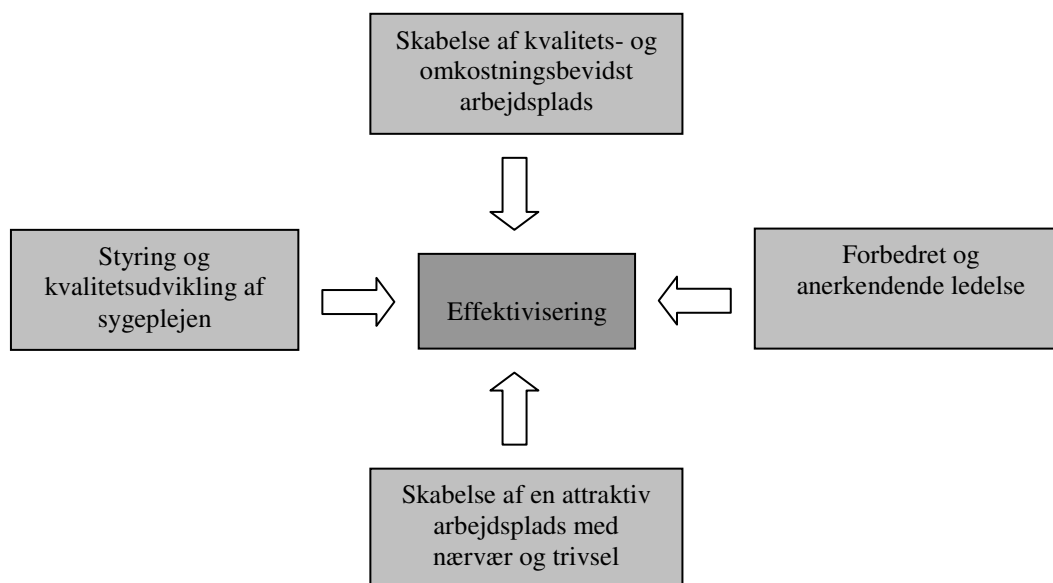 Skabelse af kvalitets- og
omkostningsbevidst
arbejdsplads
Styring og
kvalitetsudvikling af
sygeplejen
Effektivisering
Forbedret og
anerkendende ledelse
Skabelse af en attraktiv
arbejdsplads med
nærvær og trivsel